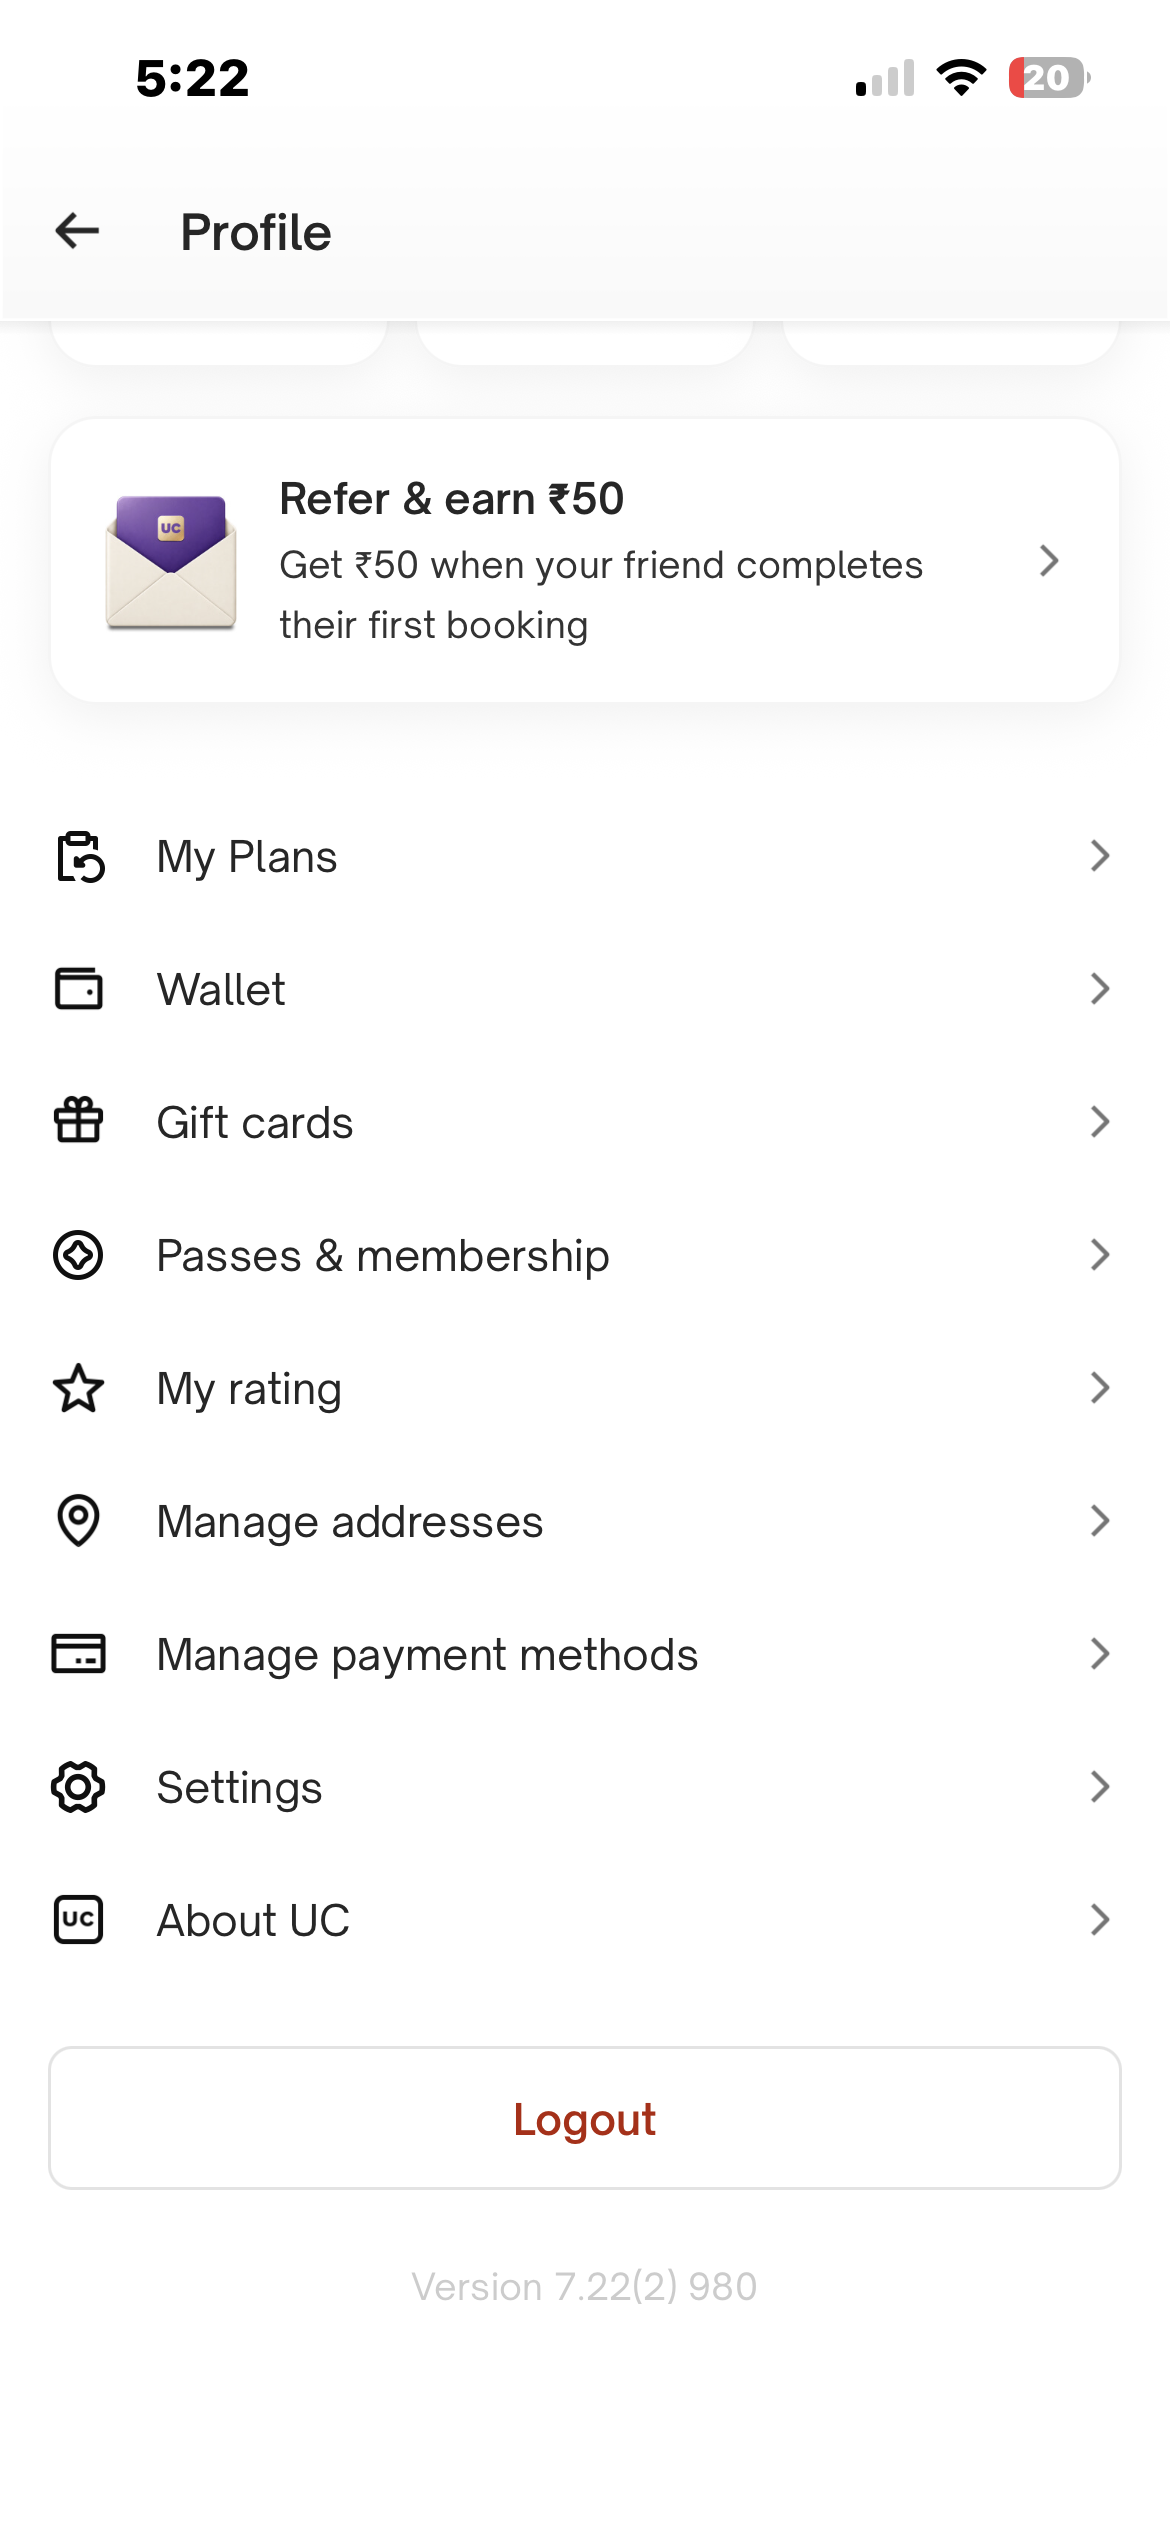 5:22
20
Profile
UC
Refer & earn ₹50
Get ₹50 when your friend completes
their first booking
My Plans
Wallet
Gift cards
Passes & membership
My rating
Manage addresses
Manage payment methods
Settings
UC
About UC
Logout
Version 7.22(2) 980